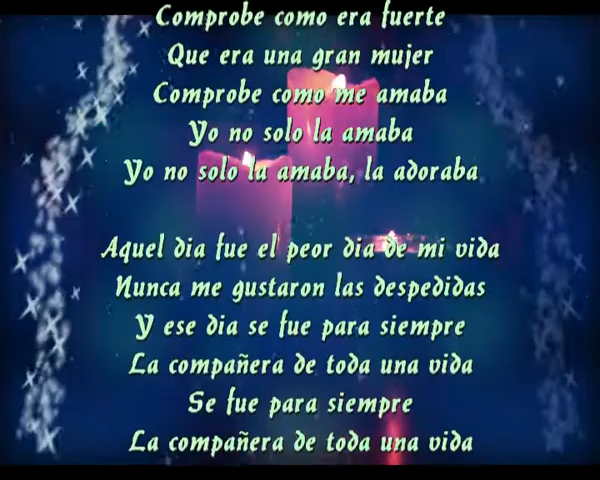 Comprobe como era fuerte
Que era una gran mujer
Comprobe como me amaba
Yo no solo la amaba
Yo no solo la amaba, la adoraba
Aquel dia fue el peor dia de mi vida
Nunca me gustaron las despedidas
Y ese dia se fue para siempre
La compañera de toda una vida
Se fue para siempre
La compañera de toda una vida